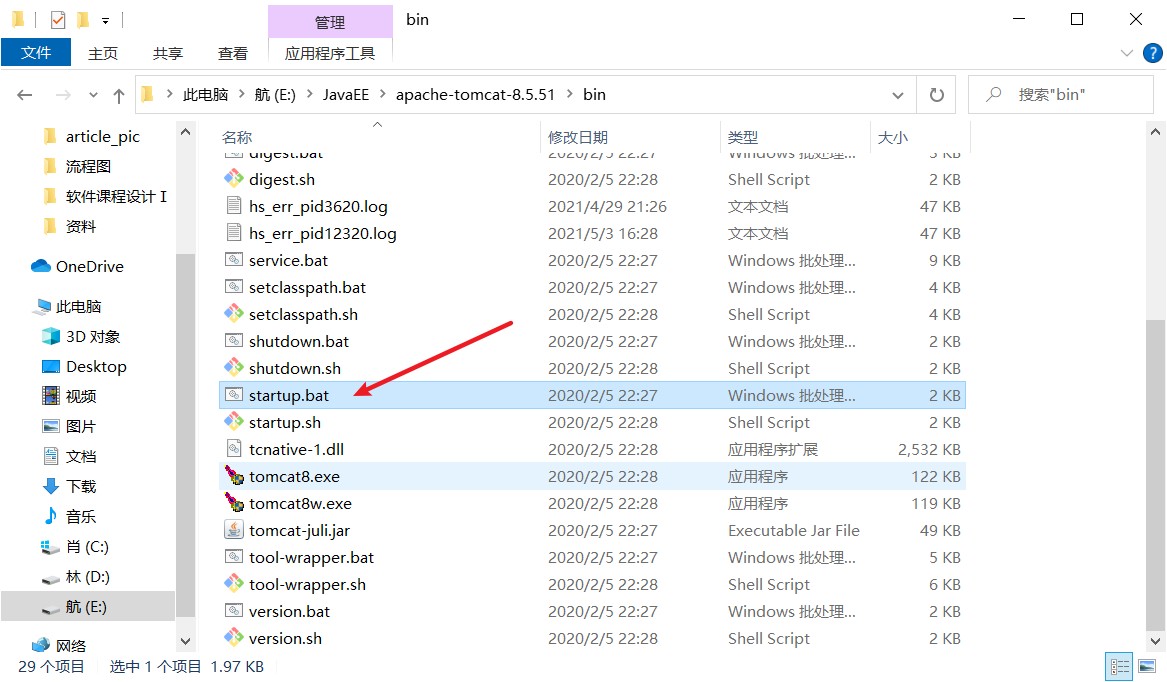 管理
bin
文件
主页
共享
查看
应用程序工具
?
此电脑 > 航 (E:) > JavaEE > apache-tomcat-8.5.51 > bin
搜索"bin"
article_pic
流程图
软件课程设计 I
资料
OneDrive
此电脑
3D 对象
Desktop
视频
图片
文档
下载
音乐
肖 (C:)
林 (D:)
航 (E:)
网络
名称 修改日期 类型 大小
digest.bat 2020/2/5 22:27 Windows 批处理... 3 KB
digest.sh 2020/2/5 22:28 Shell Script 2 KB
hs_err_pid3620.log 2021/4/29 21:26 文本文档 47 KB
hs_err_pid12320.log 2021/5/3 16:28 文本文档 47 KB
service.bat 2020/2/5 22:27 Windows 批处理... 9 KB
setclasspath.bat 2020/2/5 22:27 Windows 批处理... 4 KB
setclasspath.sh 2020/2/5 22:28 Shell Script 4 KB
shutdown.bat 2020/2/5 22:27 Windows 批处理... 2 KB
shutdown.sh 2020/2/5 22:28 Shell Script 2 KB
startup.bat 2020/2/5 22:27 Windows 批处理... 2 KB
startup.sh 2020/2/5 22:28 Shell Script 2 KB
tcnative-1.dll 2020/2/5 22:28 应用程序扩展 2,532 KB
tomcat8.exe 2020/2/5 22:28 应用程序 122 KB
tomcat8w.exe 2020/2/5 22:28 应用程序 119 KB
tomcat-juli.jar 2020/2/5 22:27 Executable Jar File 49 KB
tool-wrapper.bat 2020/2/5 22:27 Windows 批处理... 5 KB
tool-wrapper.sh 2020/2/5 22:28 Shell Script 6 KB
version.bat 2020/2/5 22:27 Windows 批处理... 2 KB
version.sh 2020/2/5 22:28 Shell Script 2 KB
29 个项目 选中 1 个项目 1.97 KB